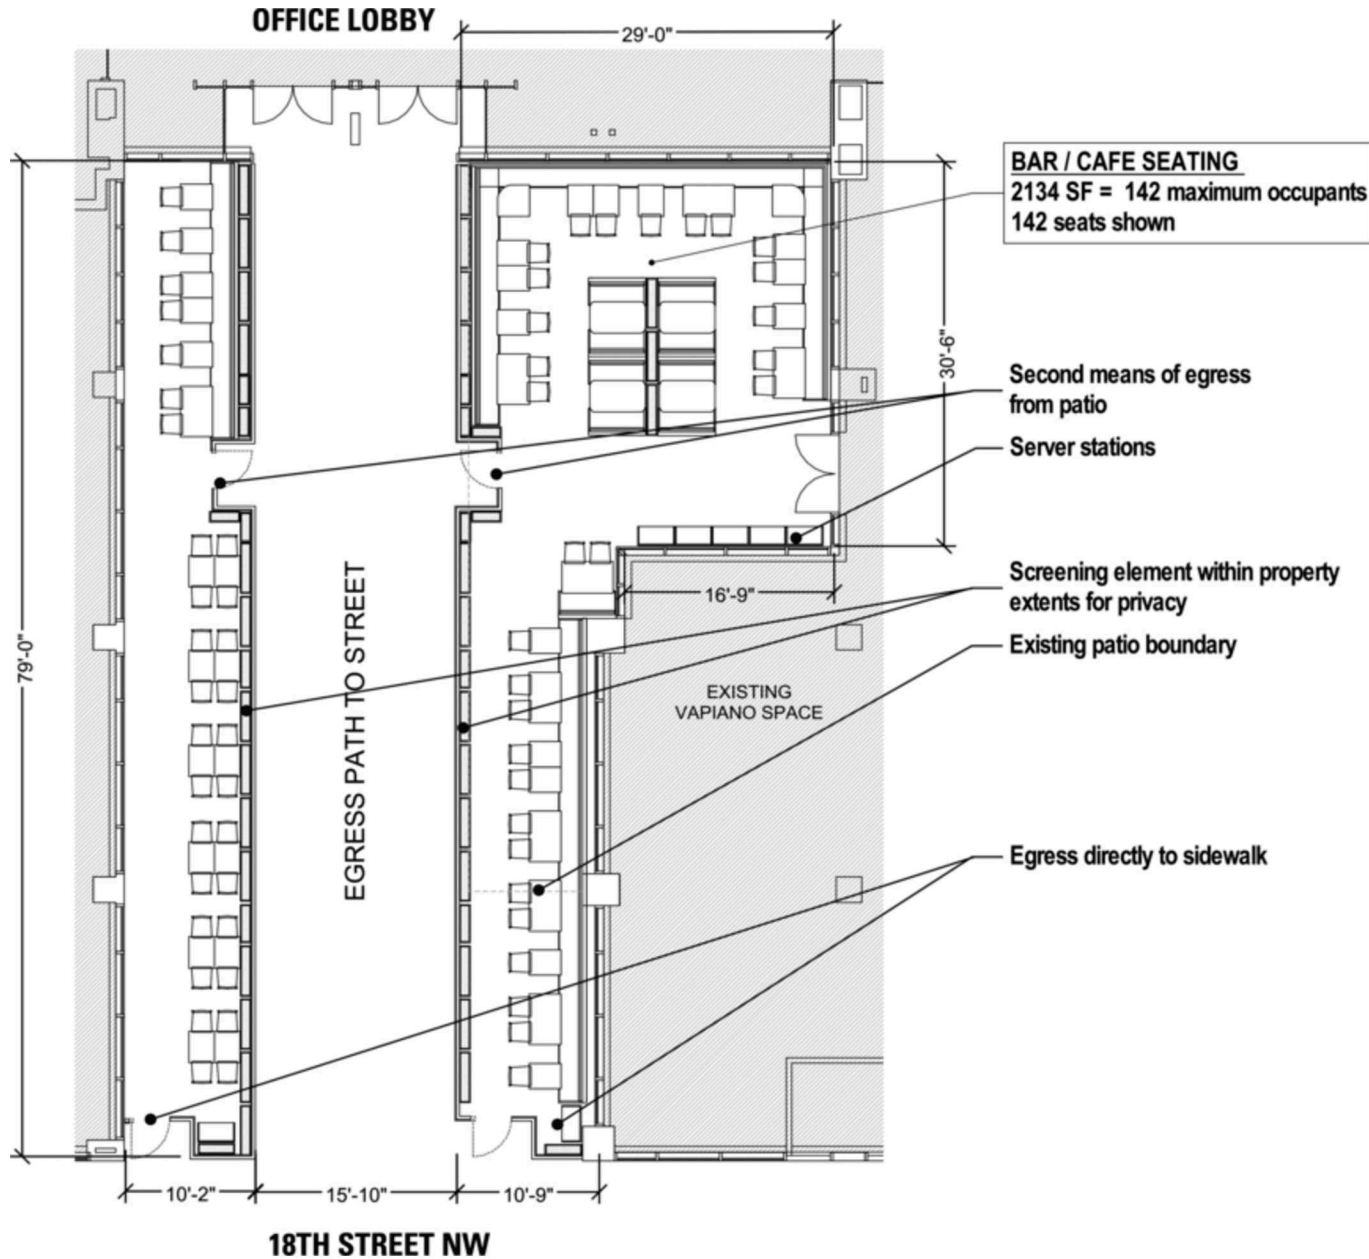 OFFICE LOBBY
29'-0"
BAR / CAFE SEATING
2134 SF = 142 maximum occupants
142 seats shown
30'-6"
Second means of egress
from patio
Server stations
16'-9"
Screening element within property
extents for privacy
Existing patio boundary
79'-0"
EGRESS PATH TO STREET
EXISTING
VAPIANO SPACE
Egress directly to sidewalk
10'-2"
15'-10"
10'-9"
18TH STREET NW